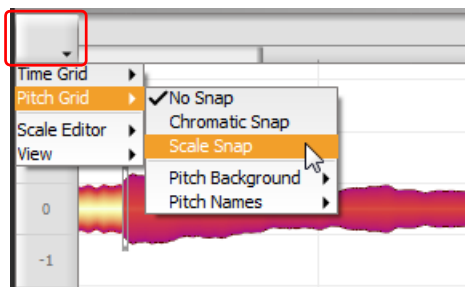 Time Grid
Pitch Grid
Scale Editor
View
No Snap
Chromatic Snap
Scale Snap
Pitch Background
Pitch Names
0
-1